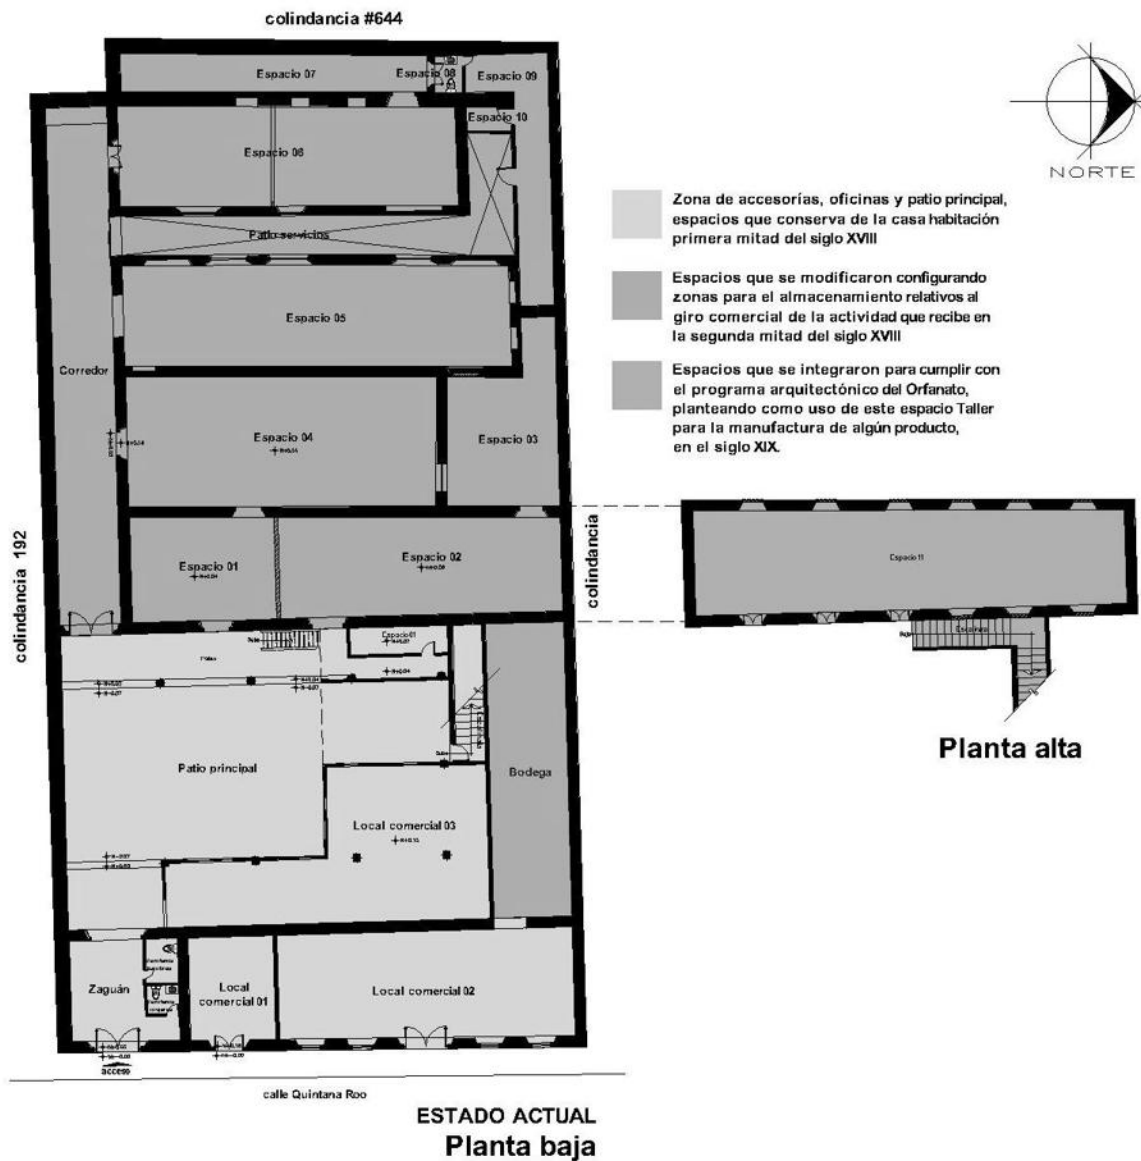 colindancia #644
Espacio 07
Espacio 08
Espacio 09
Espacio 10
Espacio 06
Patio servicios
Espacio 05
Corredor
Espacio 04
Espacio 03
Espacio 01
Espacio 02
colindancia 192
colindancia
Espacio 01
Patio principal
Bodega
Local comercial 03
Zaguán
Local
comercial 01
Local comercial 02
acceso
calle Quintana Roo
ESTADO ACTUAL
Planta baja
NORTE
Zona de accesorías, oficinas y patio principal,
espacios que conserva de la casa habitación
primera mitad del siglo XVIII
Espacios que se modificaron configurando
zonas para el almacenamiento relativos al
giro comercial de la actividad que recibe en
la segunda mitad del siglo XVIII
Espacios que se integraron para cumplir con
el programa arquitectónico del Orfanato,
planteando como uso de este espacio Taller
para la manufactura de algún producto,
en el siglo XIX.
Espacio 11
Planta alta